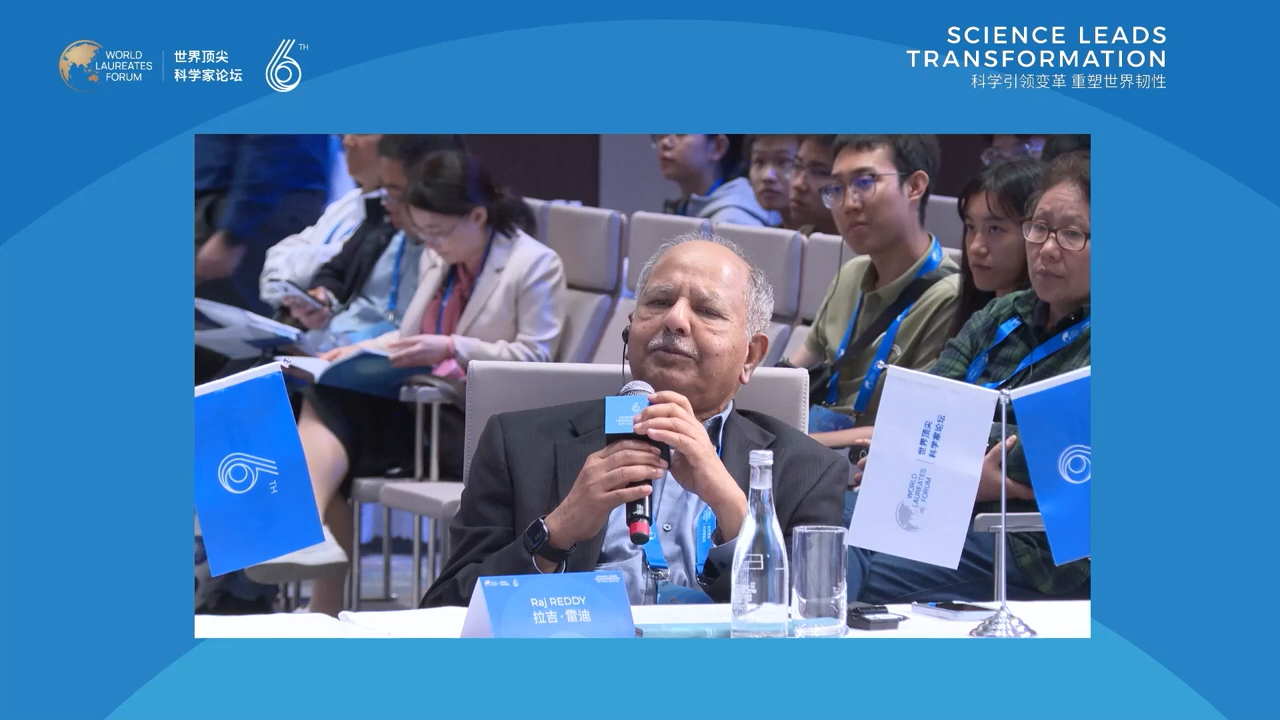 WORLD
LAUREATES
FORUM
世界顶尖
科学家论坛
6TH
SCIENCE LEADS
TRANSFORMATION
科学引领变革 重塑世界韧性
6TH
6
世界顶尖
科学家论坛
WORLD
LAUREATES
FORUM
6
Raj REDDY
拉吉·雷迪